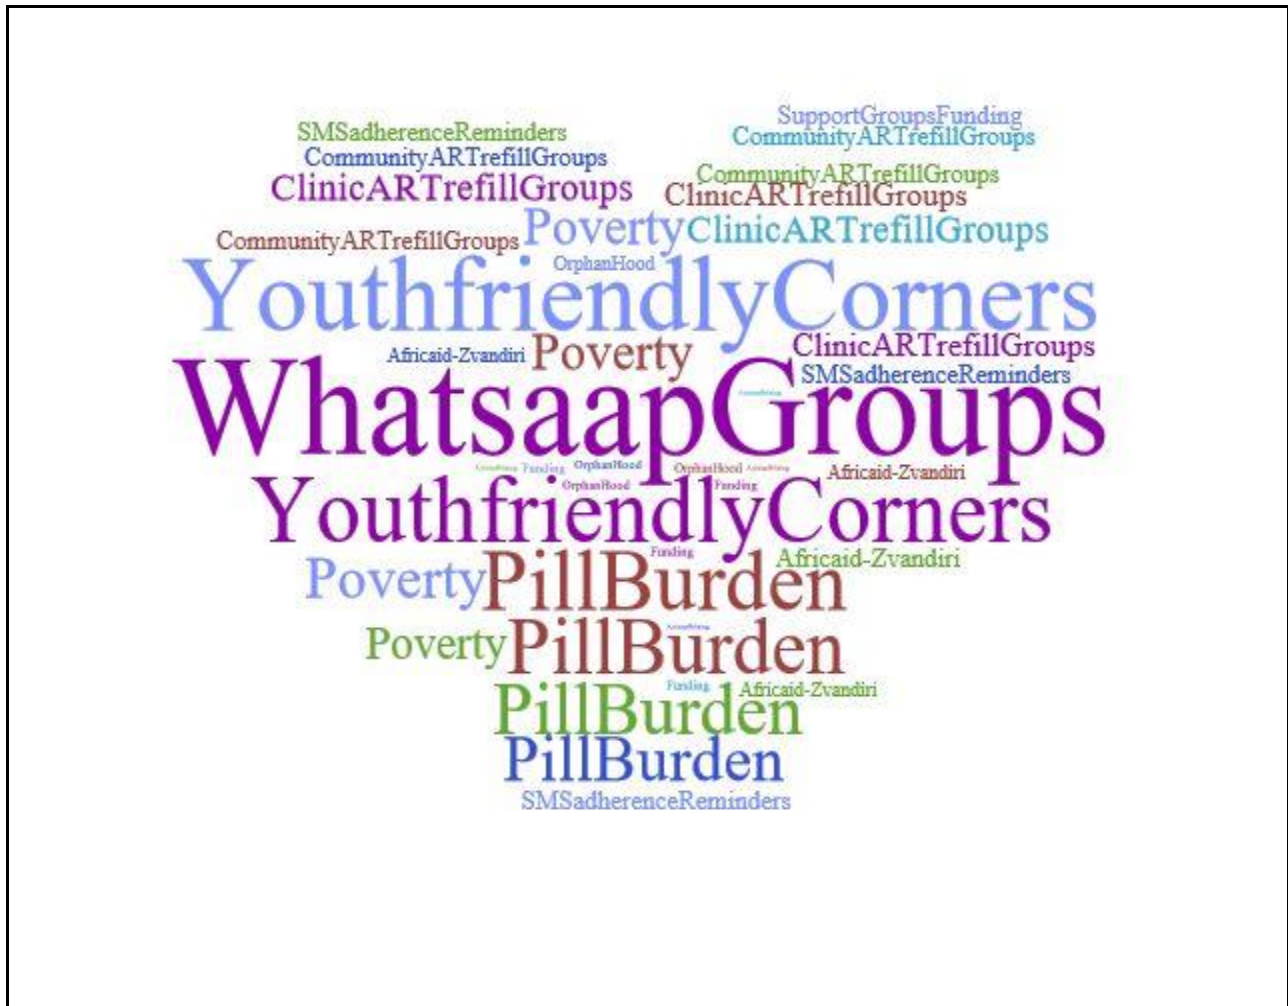 SMSadherenceReminders
SupportGroupsFunding
CommunityARTrefillGroups
CommunityARTrefillGroups
ClinicARTrefillGroups
CommunityARTrefillGroups
ClinicARTrefillGroups
CommunityARTrefillGroups
Poverty
ClinicARTrefillGroups
OrphanHood
YouthfriendlyCorners
Africaid-Zvandiri
Poverty
ClinicARTrefillGroups
SMSadherenceReminders
WhatsaapGroups
Funding
OrphanHood
OrphanHood
Africaid-Zvandiri
OrphanHood
Funding
YouthfriendlyCorners
Funding
Africaid-Zvandiri
Poverty
PillBurden
Poverty
PillBurden
Funding
Africaid-Zvandiri
PillBurden
PillBurden
SMSadherenceReminders